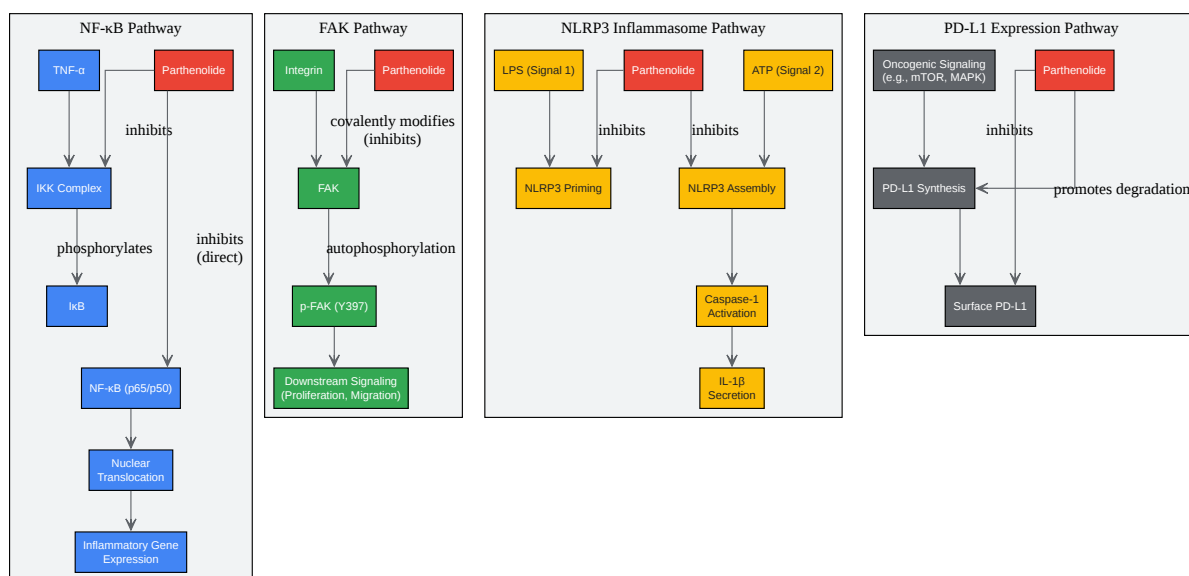 NF-κB Pathway
TNF-α
Parthenolide
inhibits
IKK Complex
phosphorylates
inhibits
(direct)
IκB
NF-κB (p65/p50)
Nuclear
Translocation
Inflammatory Gene
Expression
FAK Pathway
Integrin
Parthenolide
covalently modifies
(inhibits)
FAK
autophosphorylation
p-FAK (Y397)
Downstream Signaling
(Proliferation, Migration)
NLRP3 Inflammasome Pathway
LPS (Signal 1)
Parthenolide
ATP (Signal 2)
inhibits
inhibits
NLRP3 Priming
NLRP3 Assembly
Caspase-1
Activation
IL-1β
Secretion
PD-L1 Expression Pathway
Oncogenic Signaling
(e.g., mTOR, MAPK)
Parthenolide
inhibits
PD-L1 Synthesis
promotes degradation
Surface PD-L1